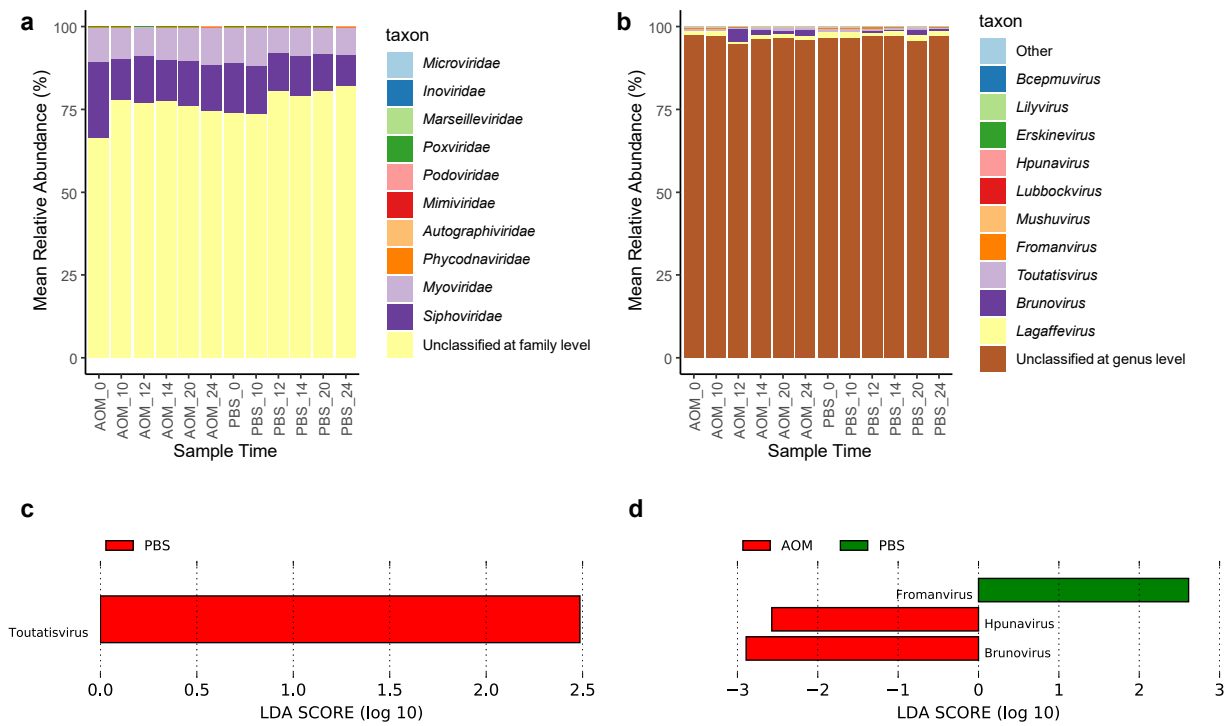 a
Mean Relative Abundance (%)
100
75
50
25
0
AOM_0
AOM_10
AOM_12
AOM_14
AOM_20
AOM_24
PBS_0
PBS_10
PBS_12
PBS_14
PBS_20
PBS_24
Sample Time
taxon
Microviridae
Inoviridae
Marseilleviridae
Poxviridae
Podoviridae
Mimiviridae
Autographiviridae
Phycodnaviridae
Myoviridae
Siphoviridae
Unclassified at family level
b
Mean Relative Abundance (%)
100
75
50
25
0
AOM_0
AOM_10
AOM_12
AOM_14
AOM_20
AOM_24
PBS_0
PBS_10
PBS_12
PBS_14
PBS_20
PBS_24
Sample Time
taxon
Other
Bcepmuvirus
Lilyvirus
Erskinevirus
Hpunavirus
Lubbockvirus
Mushuvirus
Fromanvirus
Toutatisvirus
Brunovirus
Lagaffevirus
Unclassified at genus level
c
PBS
Toutatisvirus
0.0 0.5 1.0 1.5 2.0 2.5
LDA SCORE (log 10)
d
AOM PBS
Fromanvirus
Hpunavirus
Brunovirus
−3 −2 −1 0 1 2 3
LDA SCORE (log 10)